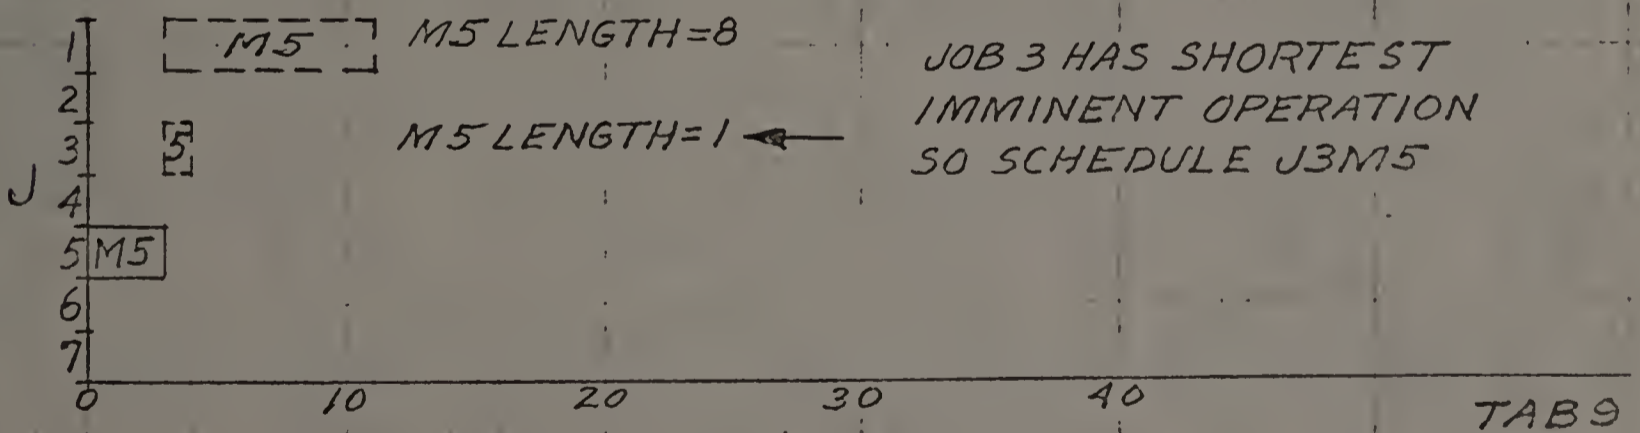 1 M5 M5 LENGTH=8
JOB 3 HAS SHORTEST
2
IMMINENT OPERATION
3 5 M5 LENGTH=1
SO SCHEDULE J3M5
J
4
5 M5
6
7
0 10 20 30 40
TAB 9